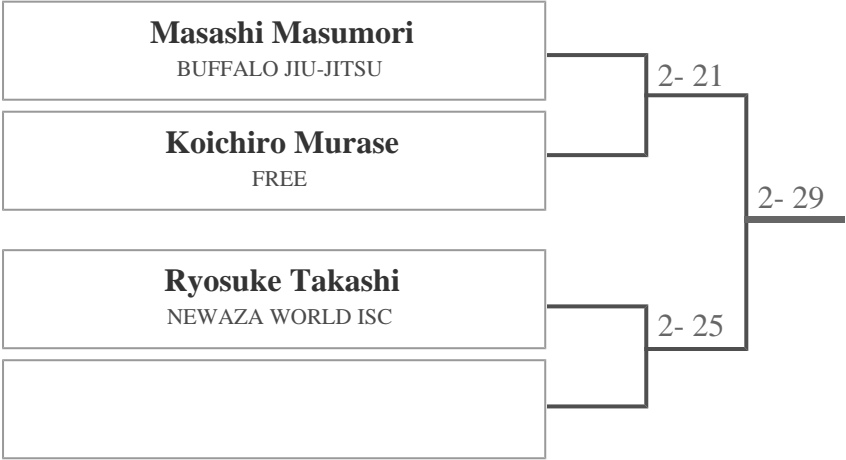 Masashi Masumori
BUFFALO JIU-JITSU
2- 21
Koichiro Murase
FREE
2- 29
Ryosuke Takashi
NEWAZA WORLD ISC
2- 25